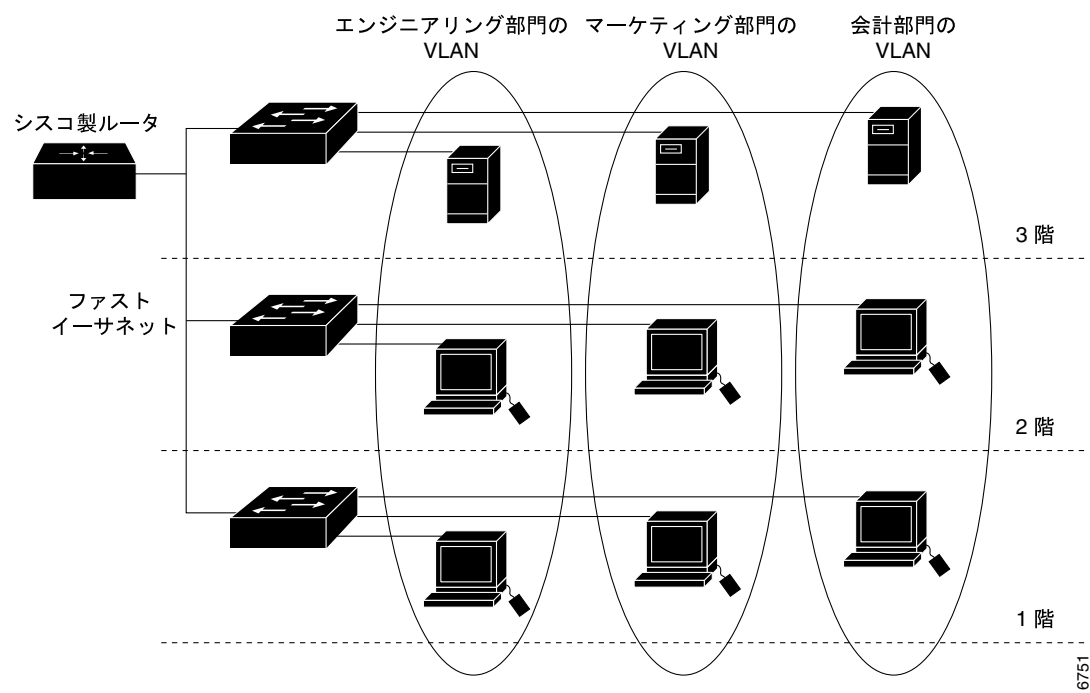 エンジニアリング部門の
VLAN
マーケティング部門の
VLAN
会計部門の
VLAN
シスコ製ルータ
3 階
ファスト
イーサネット
2 階
1 階
6751